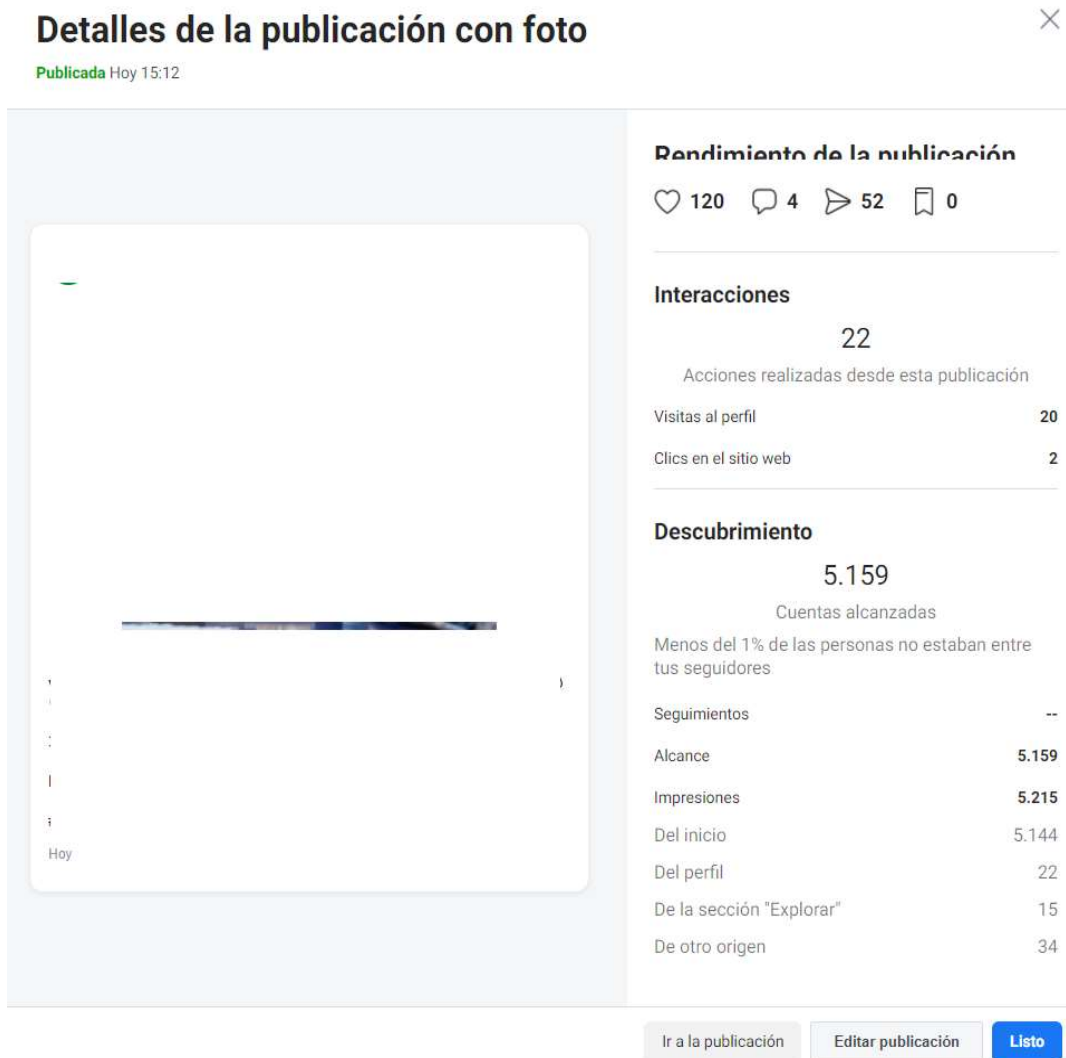 Detalles de la publicación con foto
Publicada Hoy 15:12
Rendimiento de la publicación
120 4 52 0
Interacciones
22
Acciones realizadas desde esta publicación
Visitas al perfil 20
Clics en el sitio web 2
Descubrimiento
5.159
Cuentas alcanzadas
Menos del 1% de las personas no estaban entre
tus seguidores
Seguimientos --
Alcance 5.159
Impresiones 5.215
Del inicio 5.144
Del perfil 22
De la sección "Explorar" 15
De otro origen 34
Hoy
Ir a la publicación Editar publicación Listo